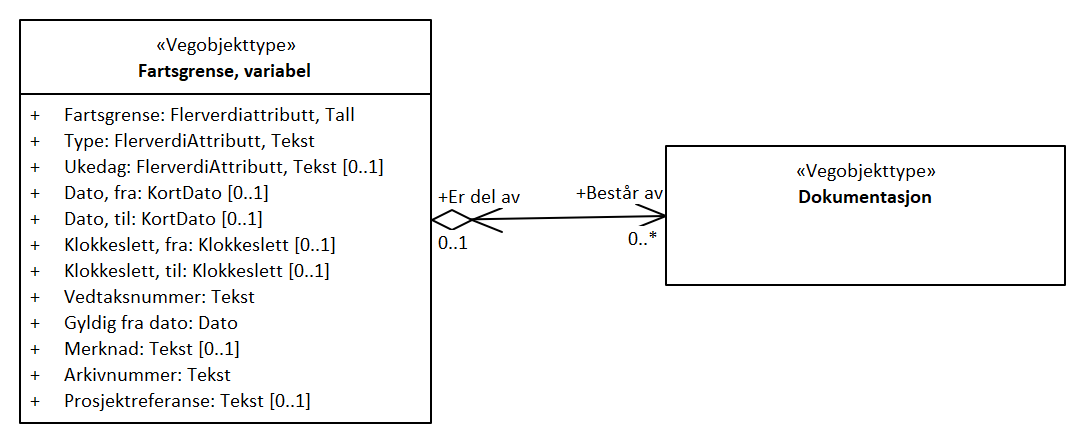 «Vegobjekttype»
Fartsgrense, variabel
+ Fartsgrense: Flerverdiattributt, Tall
+ Type: FlerverdiAttributt, Tekst
+ Ukedag: FlerverdiAttributt, Tekst [0..1]
+ Dato, fra: KortDato [0..1]
+ Dato, til: KortDato [0..1]
+ Klokkeslett, fra: Klokkeslett [0..1]
+ Klokkeslett, til: Klokkeslett [0..1]
+ Vedtaksnummer: Tekst
+ Gyldig fra dato: Dato
+ Merknad: Tekst [0..1]
+ Arkivnummer: Tekst
+ Prosjektreferanse: Tekst [0..1]
+Er del av
0..1
+Består av
0..*
«Vegobjekttype»
Dokumentasjon